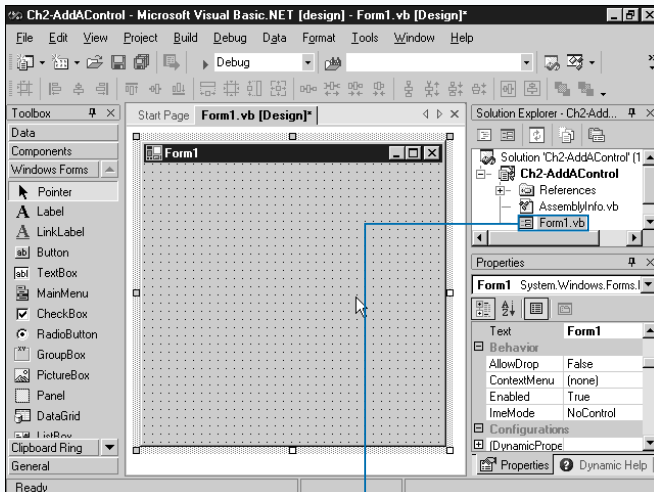 Ch2-AddAControl - Microsoft Visual Basic.NET [design] - Form1.vb [Design]*
File Edit View Project Build Debug Data Format Tools Window Help
Debug
Toolbox
Start Page Form1.vb [Design]*
Solution Explorer - Ch2-Add...
Data
Components
Windows Forms
Pointer
Label
LinkLabel
Button
TextBox
MainMenu
CheckBox
RadioButton
GroupBox
PictureBox
Panel
DataGrid
ListBox
Clipboard Ring
General
Form1
Solution 'Ch2-AddAControl' (1
Ch2-AddAControl
References
AssemblyInfo.vb
Form1.vb
Properties
Form1 System.Windows.Forms.
Text Form1
Behavior
AllowDrop False
ContextMenu (none)
Enabled True
ImeMode NoControl
Configurations
(DynamicPrope
Properties Dynamic Help
Ready